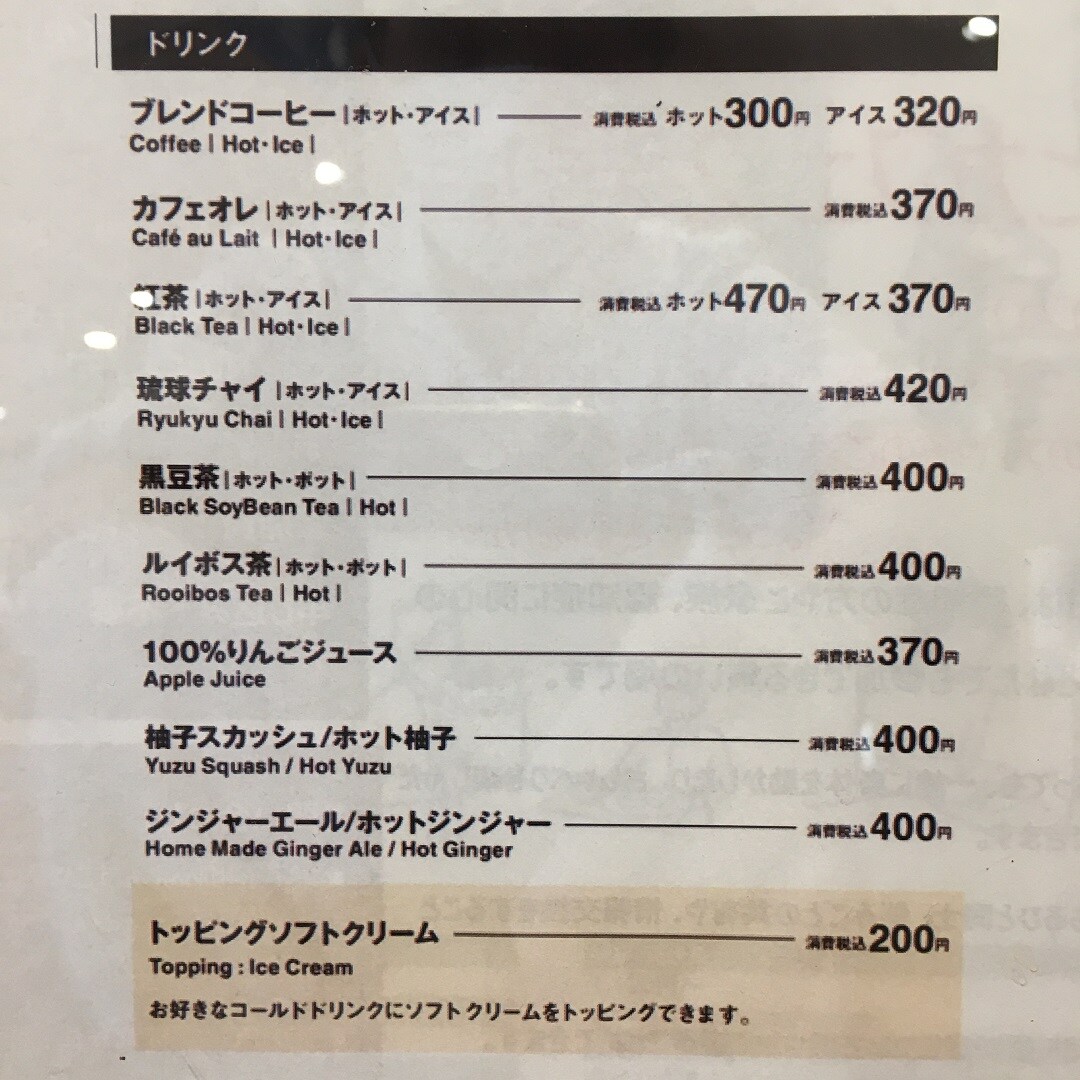 ドリンク
ブレンドコーヒー |ホット・アイス| 消費税込 ホット300円 アイス320円
Coffee | Hot・Ice |
カフェオレ |ホット・アイス| 消費税込370円
Café au Lait | Hot・Ice |
紅茶 |ホット・アイス| 消費税込 ホット470円 アイス370円
Black Tea | Hot・Ice |
琉球チャイ |ホット・アイス| 消費税込420円
Ryukyu Chai | Hot・Ice |
黒豆茶 |ホット・ポット| 消費税込400円
Black SoyBean Tea | Hot |
ルイボス茶 |ホット・ポット| 消費税込400円
Rooibos Tea | Hot |
100%りんごジュース 消費税込370円
Apple Juice
柚子スカッシュ/ホット柚子 消費税込400円
Yuzu Squash / Hot Yuzu
ジンジャーエール/ホットジンジャー 消費税込400円
Home Made Ginger Ale / Hot Ginger
トッピングソフトクリーム 消費税込200円
Topping : Ice Cream
お好きなコールドドリンクにソフトクリームをトッピングできます。